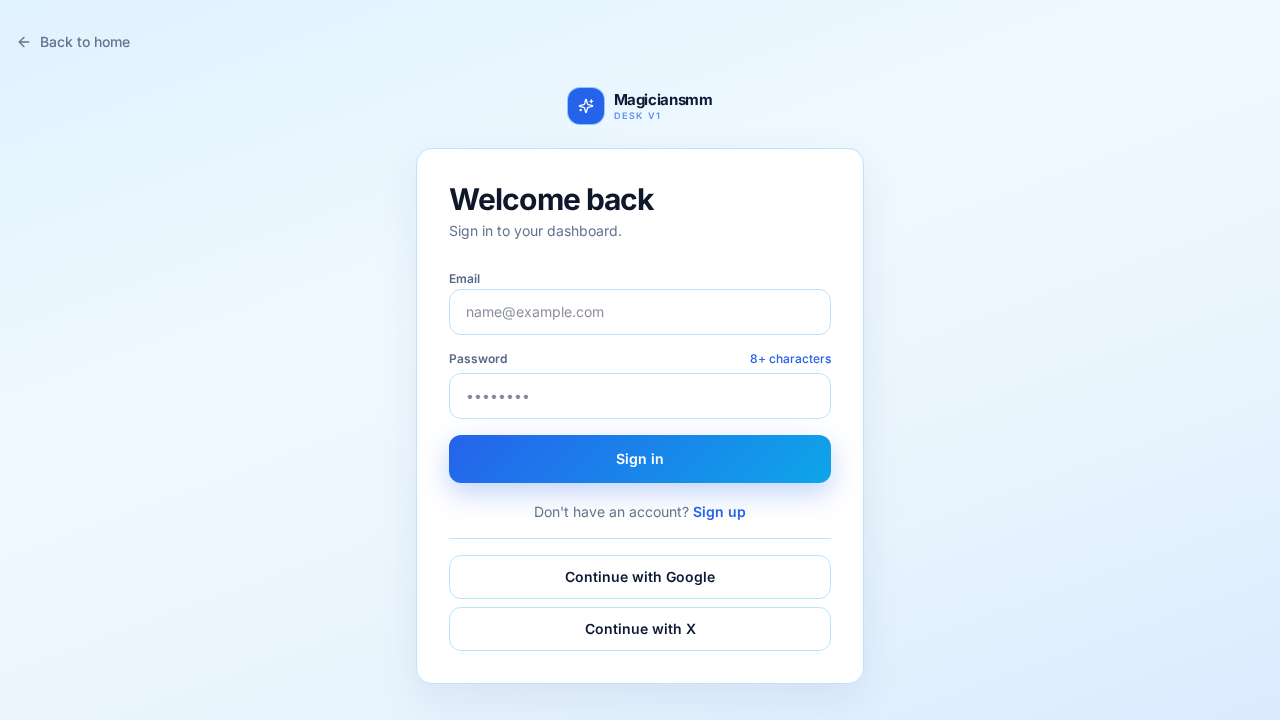 Back to home
Magiciansmm
DESK V1
Welcome back
Sign in to your dashboard.
Email
name@example.com
Password 8+ characters
••••••••
Sign in
Don't have an account? Sign up
Continue with Google
Continue with X